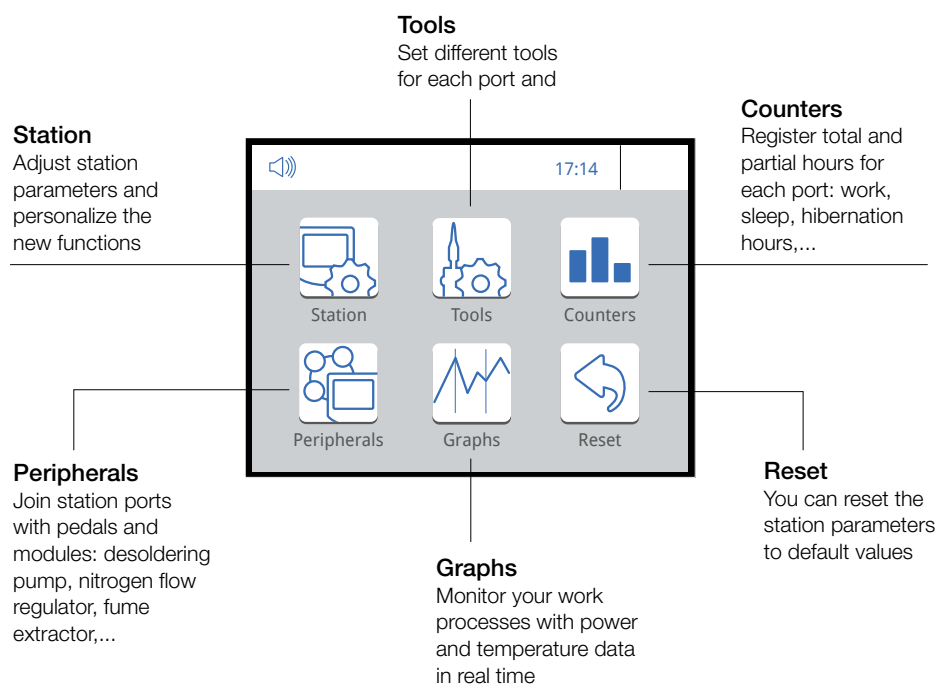 Tools
Set different tools
for each port and
Station
Adjust station
parameters and
personalize the
new functions
Counters
Register total and
partial hours for
each port: work,
sleep, hibernation
hours,...
17:14
Station
Tools
Counters
Peripherals
Graphs
Reset
Peripherals
Join station ports
with pedals and
modules: desoldering
pump, nitrogen flow
regulator, fume
extractor,...
Graphs
Monitor your work
processes with power
and temperature data
in real time
Reset
You can reset the
station parameters
to default values